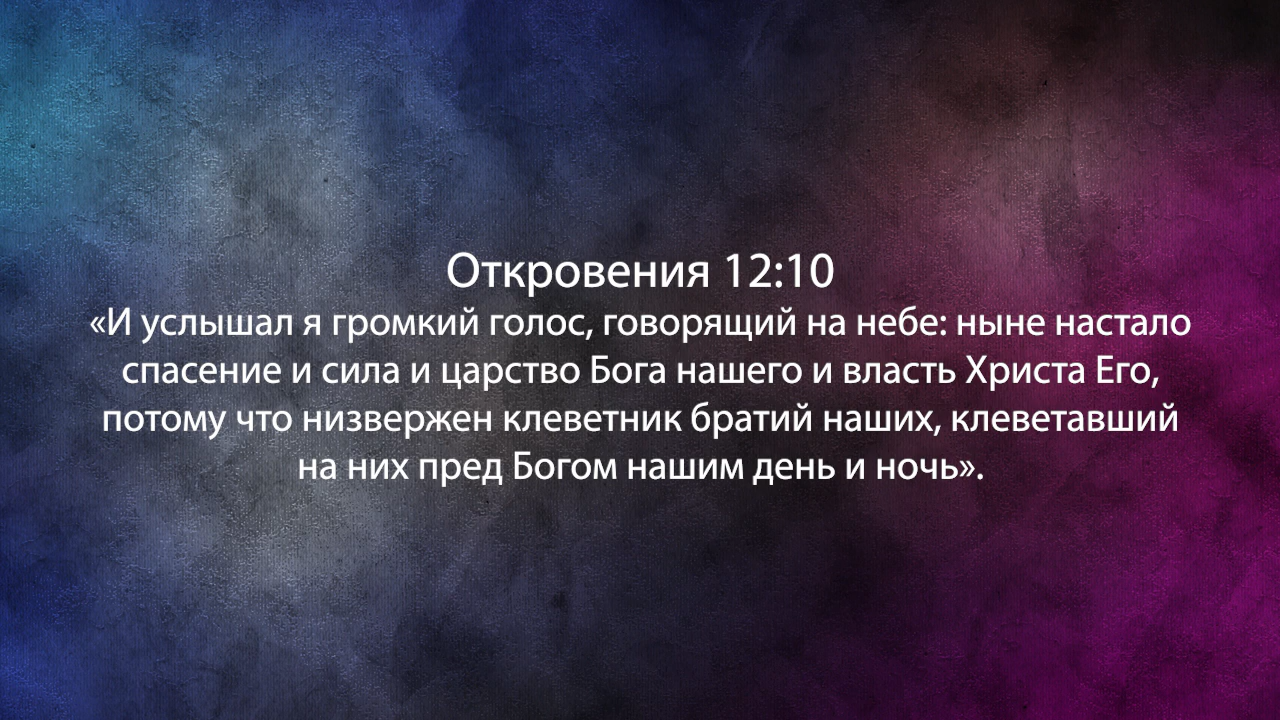 Откровения 12:10
«И услышал я громкий голос, говорящий на небе: ныне настало
спасение и сила и царство Бога нашего и власть Христа Его,
потому что низвержен клеветник братий наших, клеветавший
на них пред Богом нашим день и ночь».